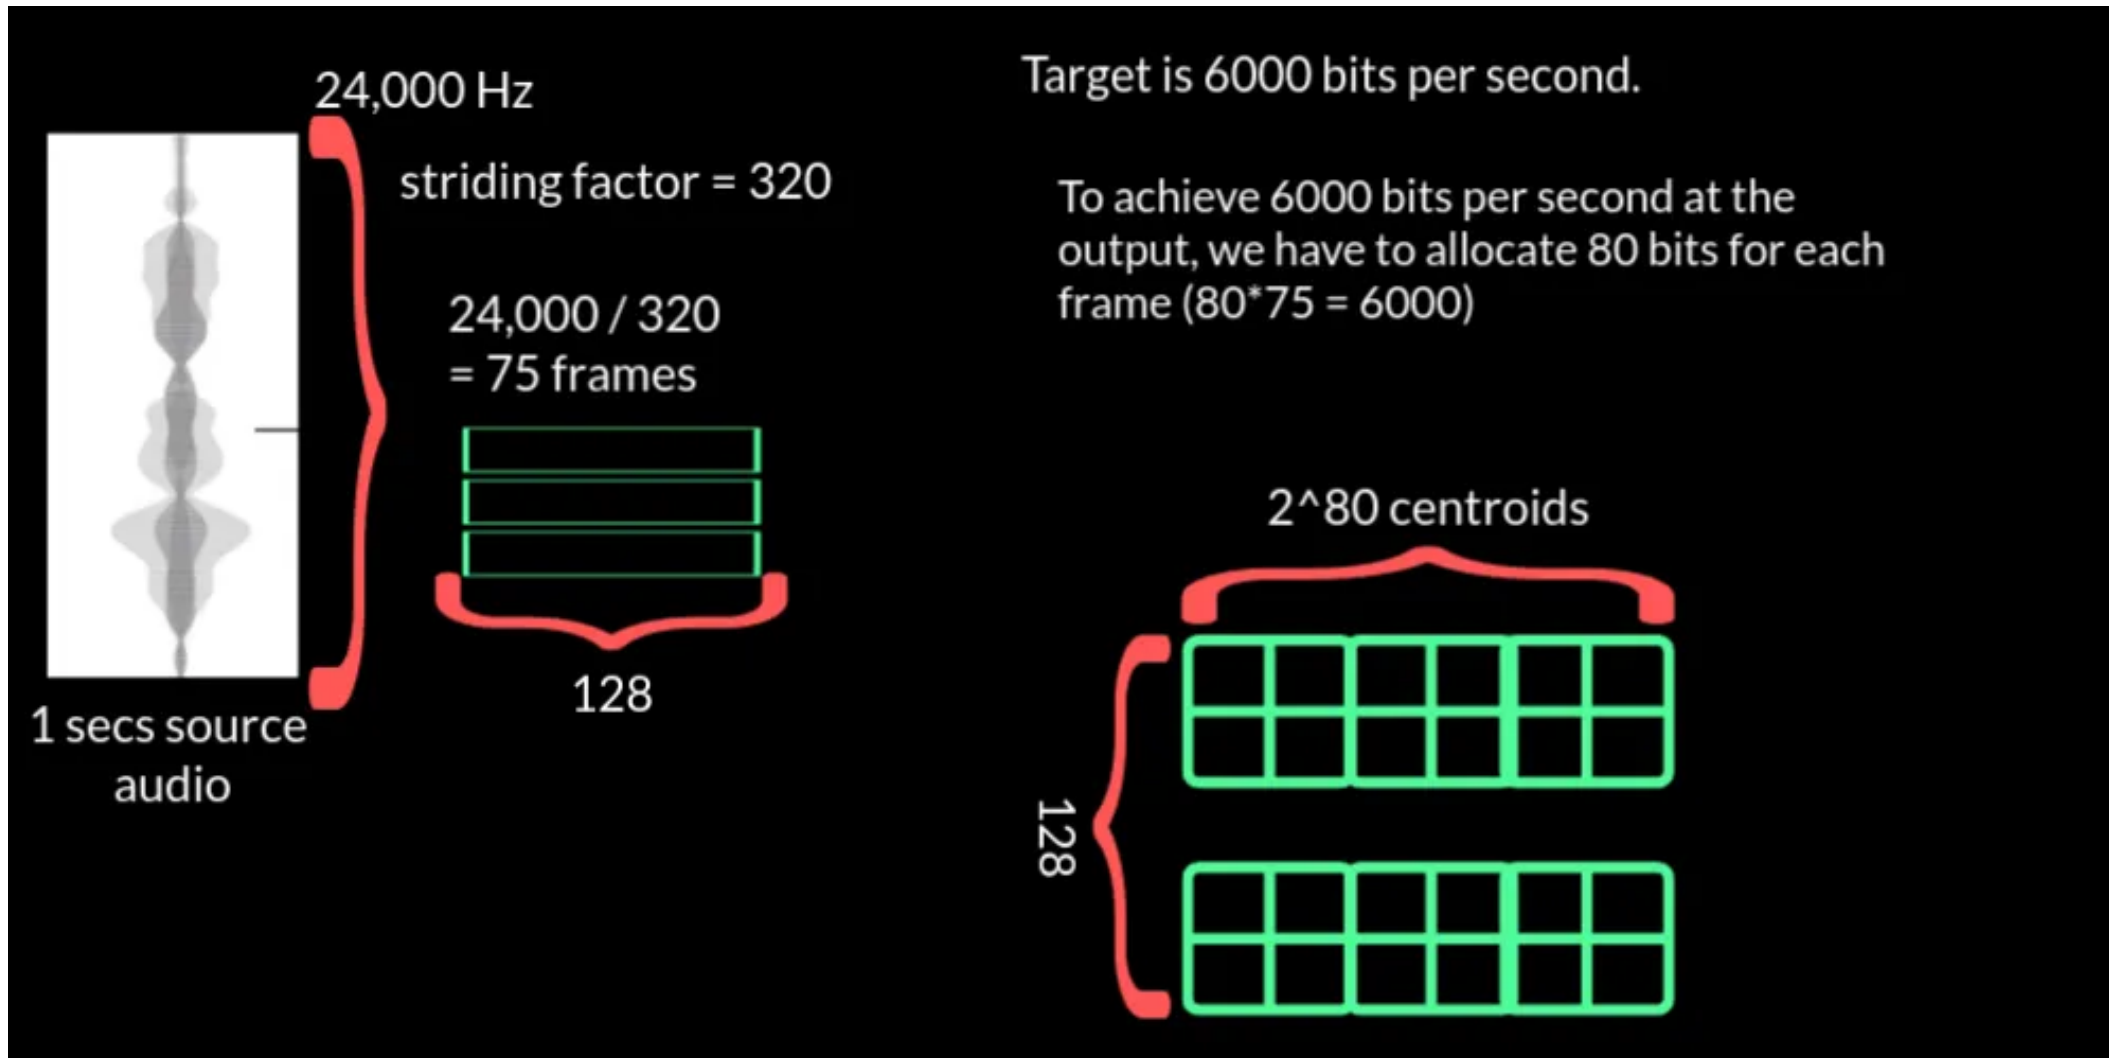 24,000 Hz
striding factor = 320
24,000 / 320
= 75 frames
128
1 secs source
audio
Target is 6000 bits per second.
To achieve 6000 bits per second at the
output, we have to allocate 80 bits for each
frame (80*75 = 6000)
2^80 centroids
128